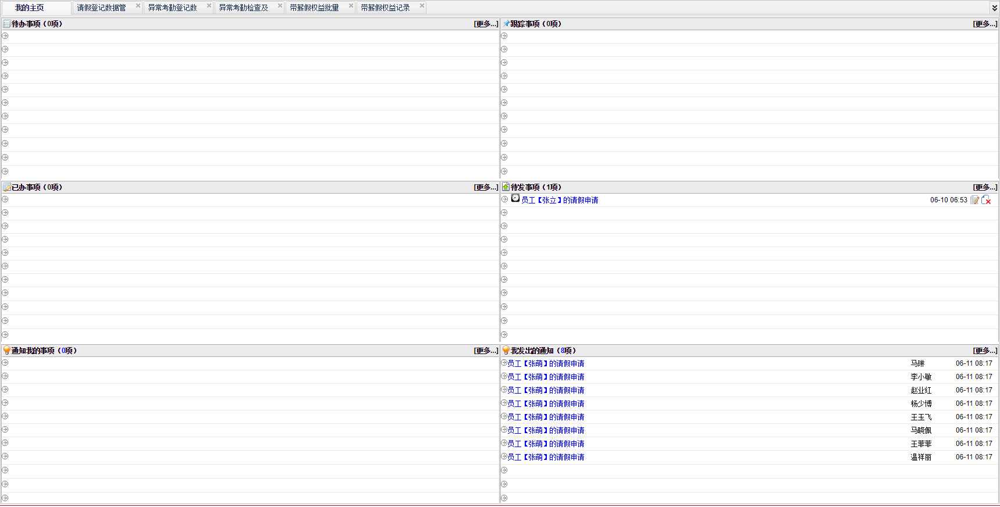 我的主页 请假登记数据管 异常考勤登记数 异常考勤检查及 带薪假权益批量 带薪假权益记录
待办事项（0项） [更多...]
跟踪事项（0项） [更多...]
已办事项（0项） [更多...]
待发事项（1项） [更多...]
员工【张立】的请假申请 06-10 06:53
通知我的事项（0项） [更多...]
我发出的通知（8项） [更多...]
员工【张萌】的请假申请 马琳 06-11 08:17
员工【张萌】的请假申请 李小敏 06-11 08:17
员工【张萌】的请假申请 赵业红 06-11 08:17
员工【张萌】的请假申请 杨少博 06-11 08:17
员工【张萌】的请假申请 王玉飞 06-11 08:17
员工【张萌】的请假申请 马晓佩 06-11 08:17
员工【张萌】的请假申请 王菲菲 06-11 08:17
员工【张萌】的请假申请 温祥丽 06-11 08:17